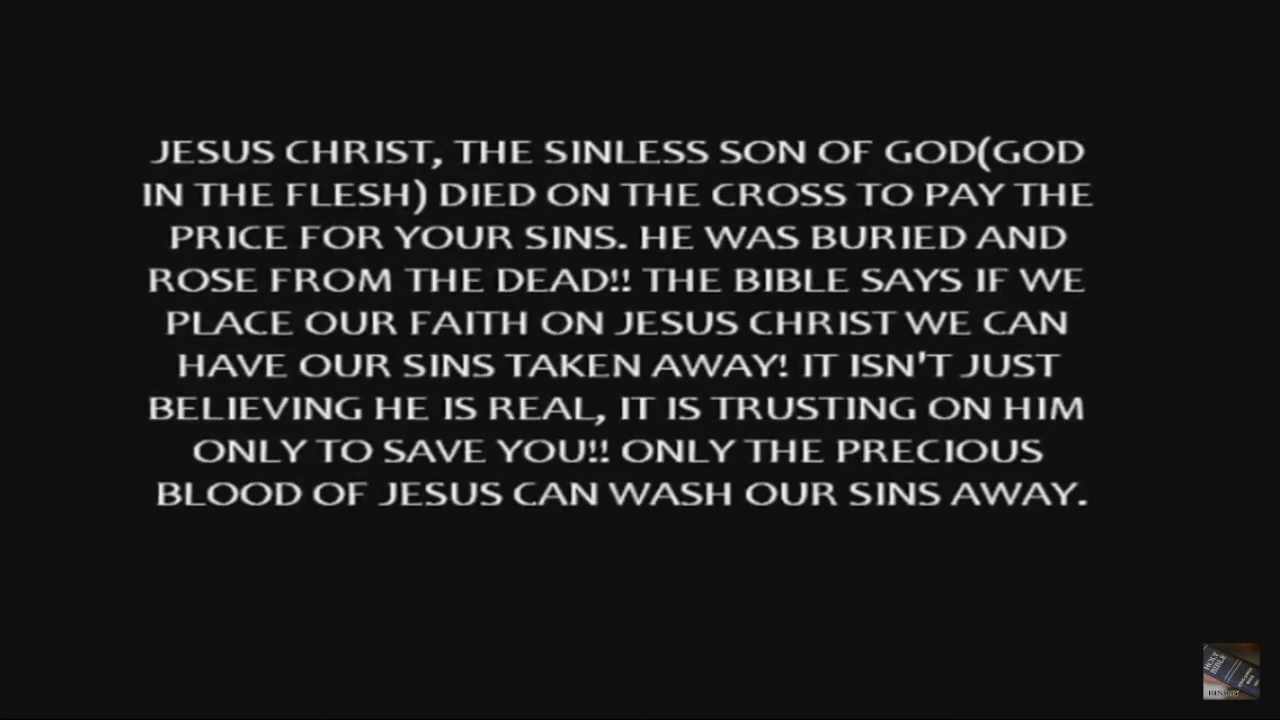 JESUS CHRIST, THE SINLESS SON OF GOD(GOD
IN THE FLESH) DIED ON THE CROSS TO PAY THE
PRICE FOR YOUR SINS. HE WAS BURIED AND
ROSE FROM THE DEAD!! THE BIBLE SAYS IF WE
PLACE OUR FAITH ON JESUS CHRIST WE CAN
HAVE OUR SINS TAKEN AWAY! IT ISN'T JUST
BELIEVING HE IS REAL, IT IS TRUSTING ON HIM
ONLY TO SAVE YOU!! ONLY THE PRECIOUS
BLOOD OF JESUS CAN WASH OUR SINS AWAY.
HOLY
BIBLE